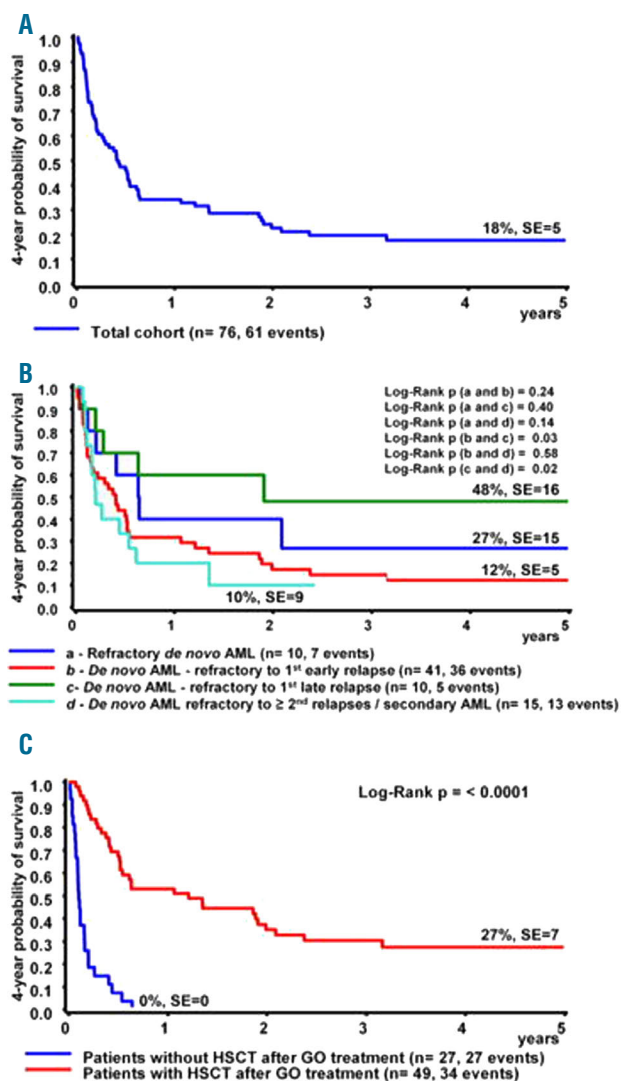 A
4-year probability of survival
1.0
0.9
0.8
0.7
0.6
0.5
0.4
0.3
0.2
0.1
0.0
18%, SE=5
0 1 2 3 4 5
years
Total cohort (n= 76, 61 events)
B
4-year probability of survival
1.0
0.9
0.8
0.7
0.6
0.5
0.4
0.3
0.2
0.1
0.0
Log-Rank p (a and b) = 0.24
Log-Rank p (a and c) = 0.40
Log-Rank p (a and d) = 0.14
Log-Rank p (b and c) = 0.03
Log-Rank p (b and d) = 0.58
Log-Rank p (c and d) = 0.02
48%, SE=16
27%, SE=15
12%, SE=5
10%, SE=9
0 1 2 3 4 5
years
a - Refractory de novo AML (n= 10, 7 events)
b - De novo AML - refractory to 1st early relapse (n= 41, 36 events)
c- De novo AML - refractory to 1st late relapse (n= 10, 5 events)
d - De novo AML refractory to ≥ 2nd relapses / secondary AML (n= 15, 13 events)
C
4-year probability of survival
1.0
0.9
0.8
0.7
0.6
0.5
0.4
0.3
0.2
0.1
0.0
Log-Rank p = < 0.0001
27%, SE=7
0%, SE=0
0 1 2 3 4 5
years
Patients without HSCT after GO treatment (n= 27, 27 events)
Patients with HSCT after GO treatment (n= 49, 34 events)